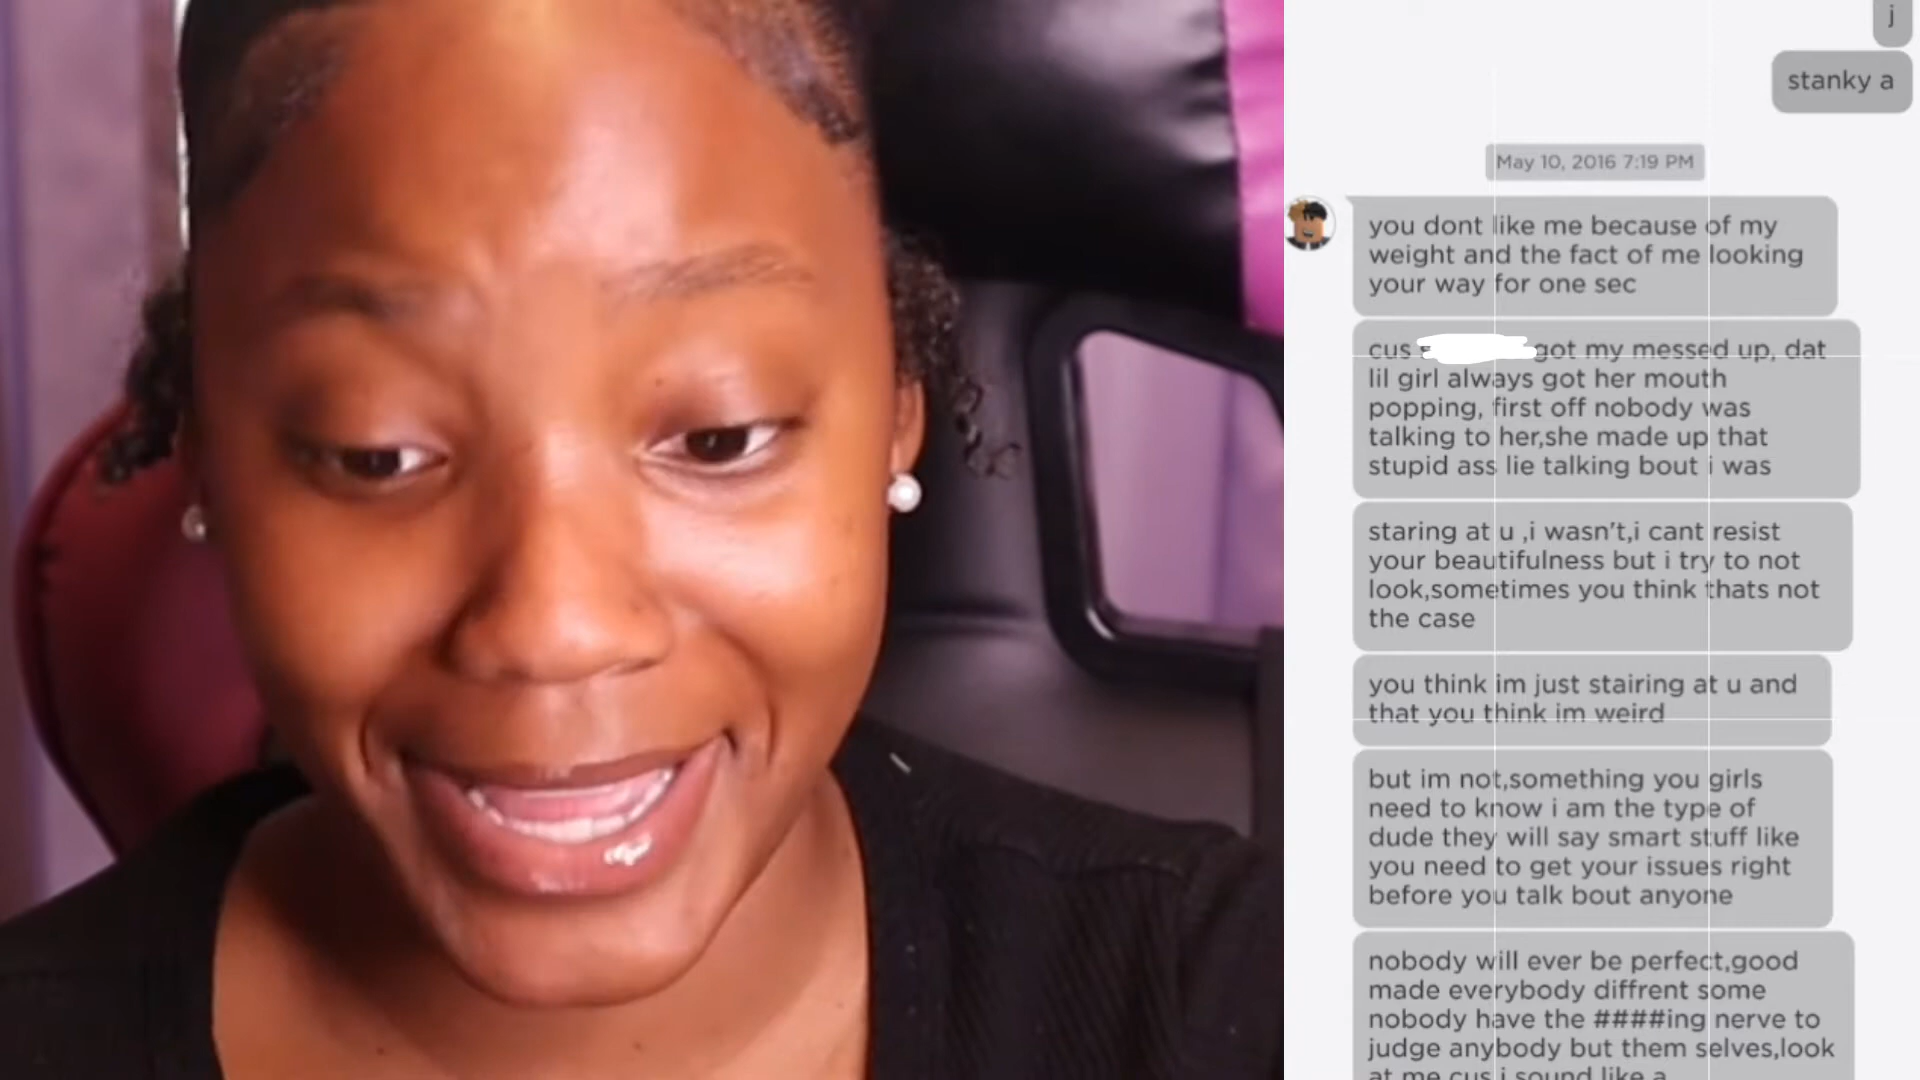 j
stanky a
May 10, 2016 7:19 PM
you dont like me because of my
weight and the fact of me looking
your way for one sec
cus got my messed up, dat
lil girl always got her mouth
popping, first off nobody was
talking to her,she made up that
stupid ass lie talking bout i was
staring at u ,i wasn't,i cant resist
your beautifulness but i try to not
look,sometimes you think thats not
the case
you think im just stairing at u and
that you think im weird
but im not,something you girls
need to know i am the type of
dude they will say smart stuff like
you need to get your issues right
before you talk bout anyone
nobody will ever be perfect,good
made everybody diffrent some
nobody have the ####ing nerve to
judge anybody but them selves,look
at me cus i sound like a